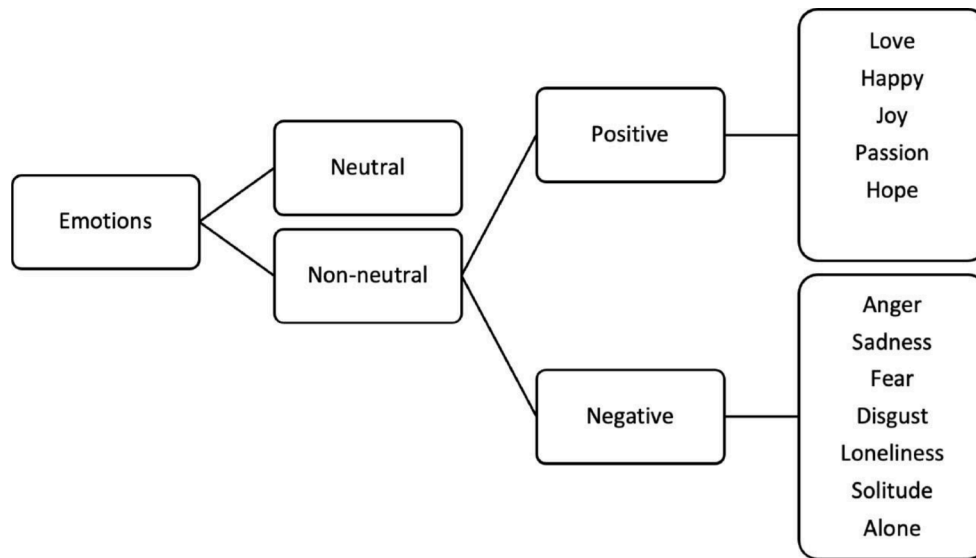 Emotions
Neutral
Non-neutral
Positive
Negative
Love
Happy
Joy
Passion
Hope
Anger
Sadness
Fear
Disgust
Loneliness
Solitude
Alone